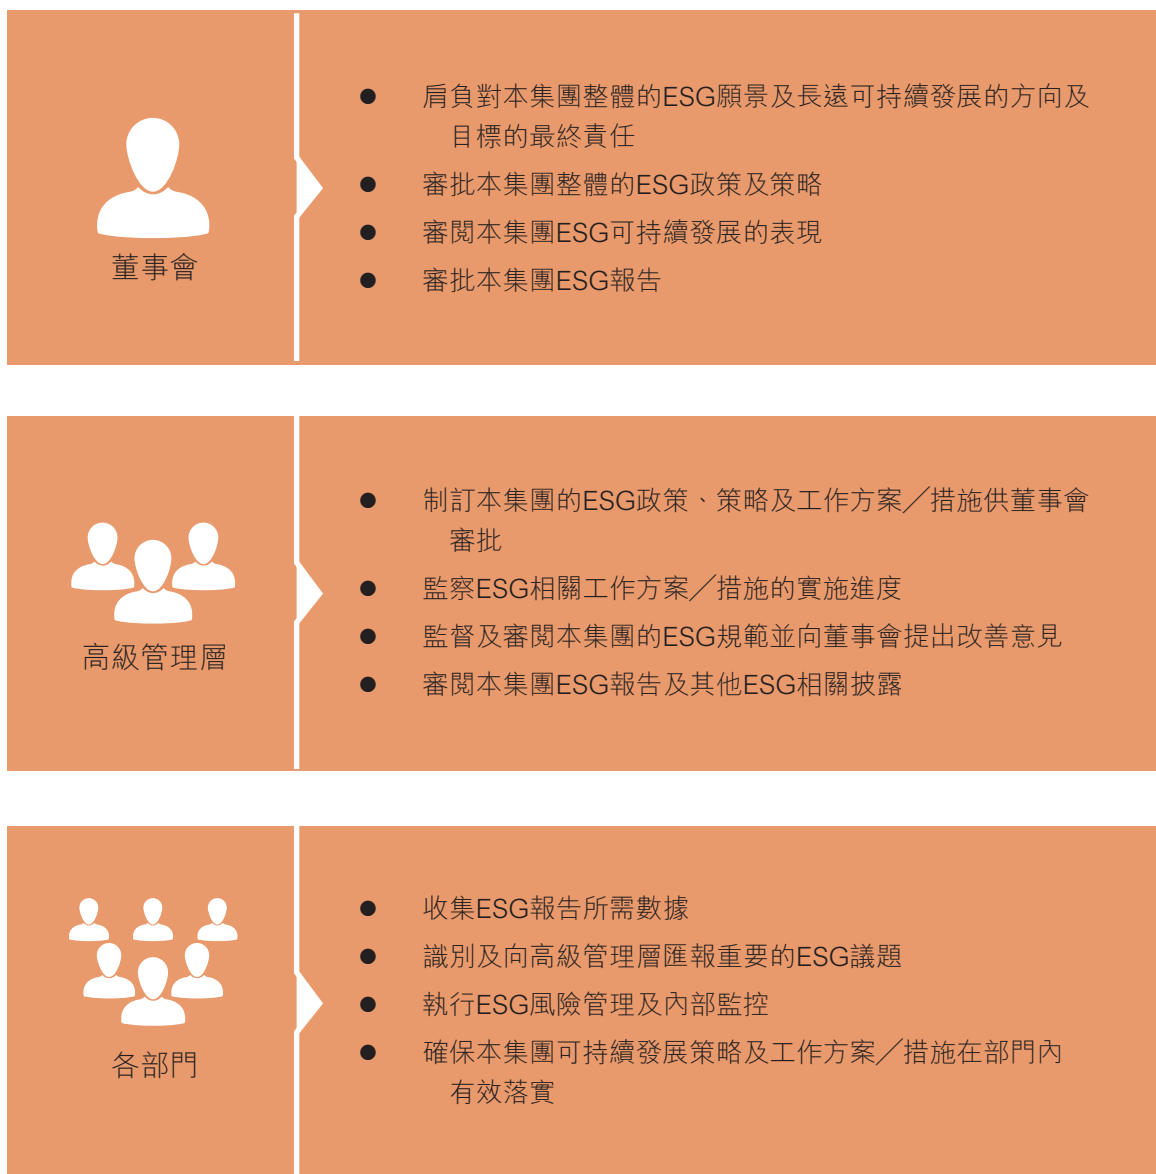 董事會
● 肩負對本集團整體的ESG願景及長遠可持續發展的方向及
目標的最終責任
● 審批本集團整體的ESG政策及策略
● 審閱本集團ESG可持續發展的表現
● 審批本集團ESG報告
高級管理層
● 制訂本集團的ESG政策、策略及工作方案／措施供董事會
審批
● 監察ESG相關工作方案／措施的實施進度
● 監督及審閱本集團的ESG規範並向董事會提出改善意見
● 審閱本集團ESG報告及其他ESG相關披露
各部門
● 收集ESG報告所需數據
● 識別及向高級管理層匯報重要的ESG議題
● 執行ESG風險管理及內部監控
● 確保本集團可持續發展策略及工作方案／措施在部門內
有效落實